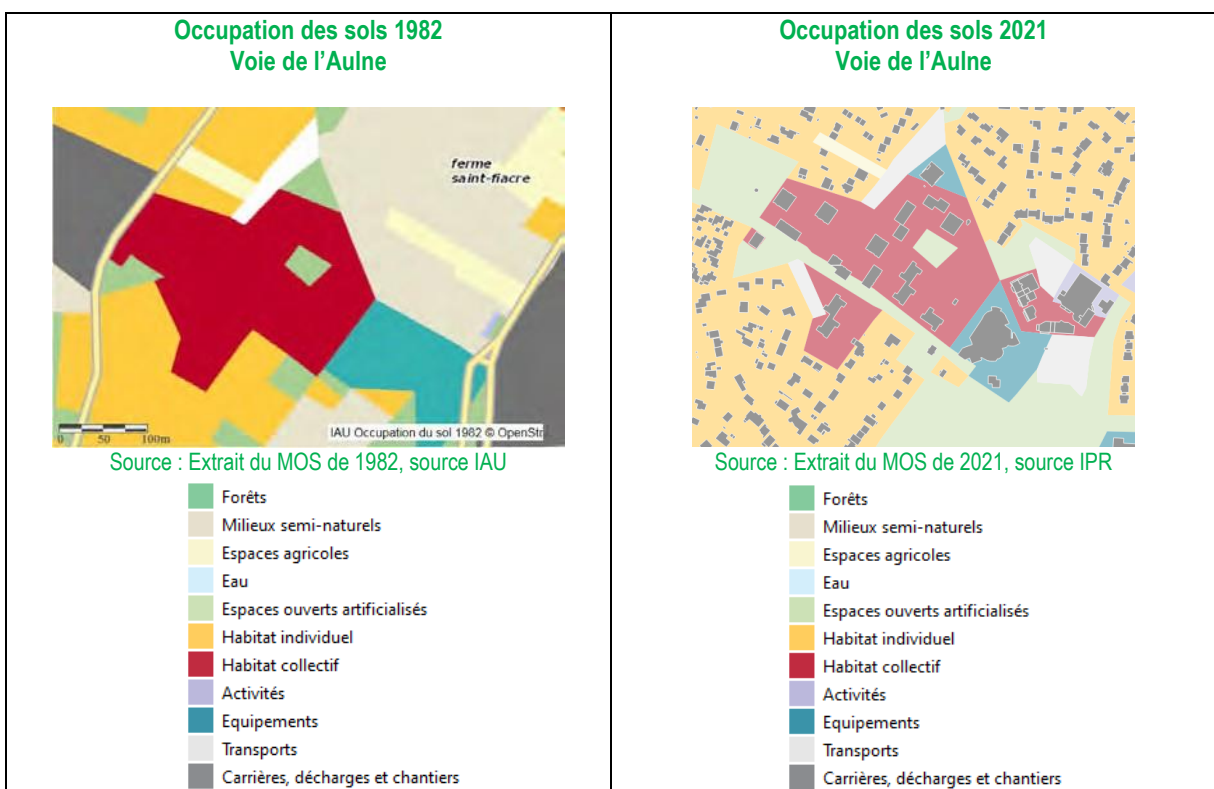 Occupation des sols 1982
Voie de l'Aulne
ferme
saint-fiacre
0 50 100m
IAU Occupation du sol 1982 © OpenStr
Source : Extrait du MOS de 1982, source IAU
Forêts
Milieux semi-naturels
Espaces agricoles
Eau
Espaces ouverts artificialisés
Habitat individuel
Habitat collectif
Activités
Equipements
Transports
Carrières, décharges et chantiers
Occupation des sols 2021
Voie de l'Aulne
Source : Extrait du MOS de 2021, source IPR
Forêts
Milieux semi-naturels
Espaces agricoles
Eau
Espaces ouverts artificialisés
Habitat individuel
Habitat collectif
Activités
Equipements
Transports
Carrières, décharges et chantiers